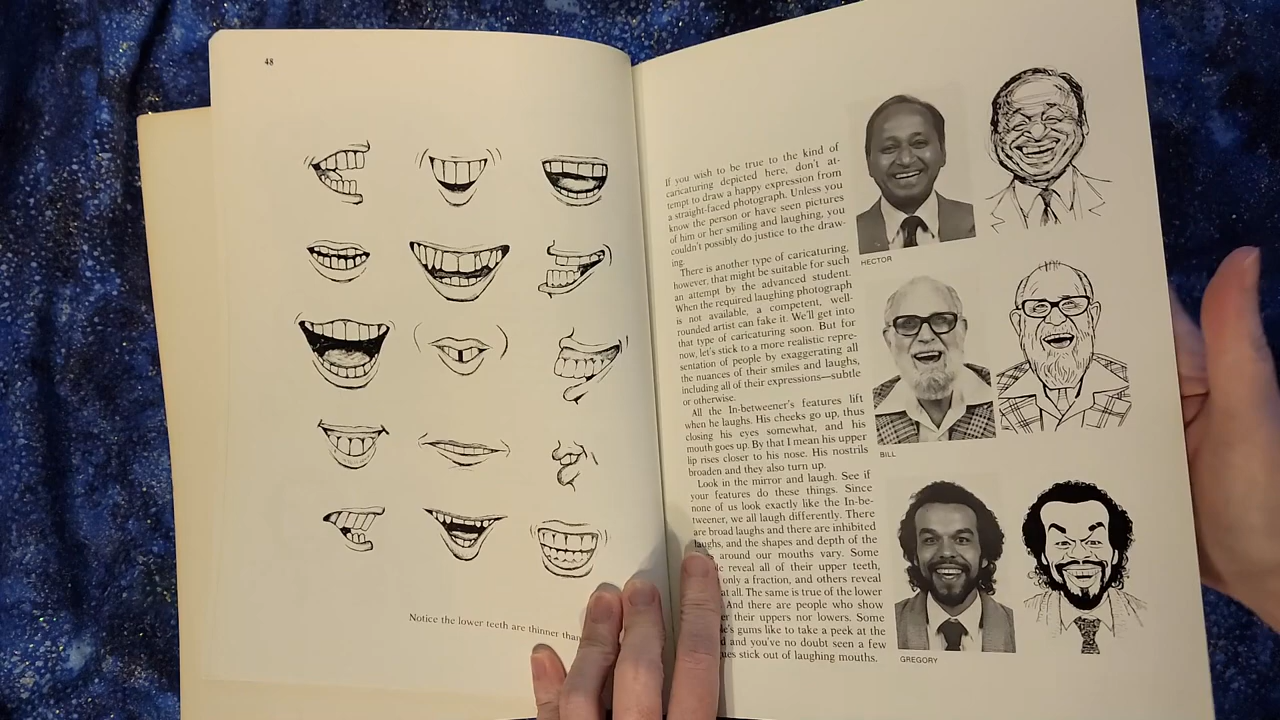 48
Notice the lower teeth are thinner than
If you wish to be true to the kind of
caricaturing depicted here, don't at-
tempt to draw a happy expression from
a straight-faced photograph. Unless you
know the person or have seen pictures
of him or her smiling and laughing, you
couldn't possibly do justice to the draw-
ing.
There is another type of caricaturing,
however, that might be suitable for such
an attempt by the advanced student.
When the required laughing photograph
is not available, a competent, well-
rounded artist can fake it. We'll get into
that type of caricaturing soon. But for
now, let's stick to a more realistic repre-
sentation of people by exaggerating all
the nuances of their smiles and laughs,
including all of their expressions—subtle
or otherwise.
All the In-betweener's features lift
when he laughs. His cheeks go up, thus
closing his eyes somewhat, and his
mouth goes up. By that I mean his upper
lip rises closer to his nose. His nostrils
broaden and they also turn up.
Look in the mirror and laugh. See if
your features do these things. Since
none of us look exactly like the In-be-
tweener, we all laugh differently. There
are broad laughs and there are inhibited
laughs, and the shapes and depth of the
around our mouths vary. Some
reveal all of their upper teeth,
only a fraction, and others reveal
at all. The same is true of the lower
And there are people who show
their uppers nor lowers. Some
gums like to take a peek at the
and you've no doubt seen a few
stick out of laughing mouths.
HECTOR
BILL
GREGORY